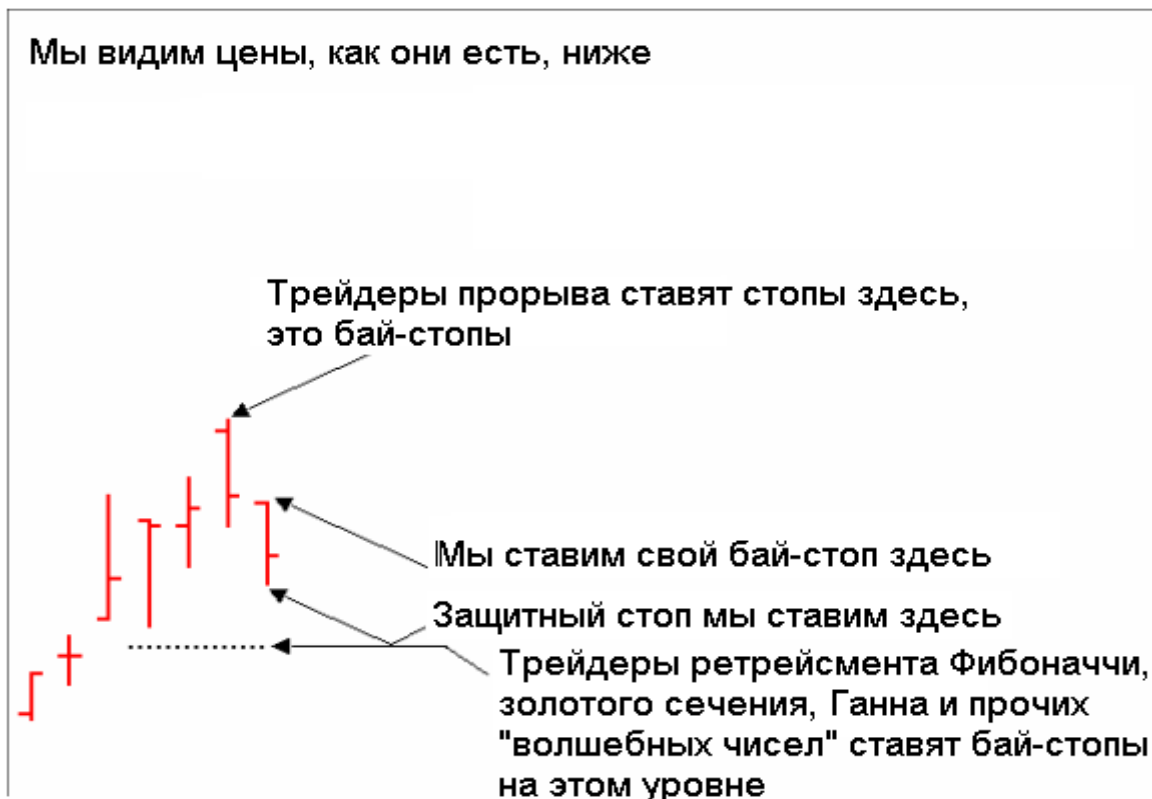 Мы видим цены, как они есть, ниже
Трейдеры прорыва ставят стопы здесь,
это бай-стопы
Мы ставим свой бай-стоп здесь
Защитный стоп мы ставим здесь
Трейдеры ретрейсмента Фибоначчи,
золотого сечения, Ганна и прочих
"волшебных чисел" ставят бай-стопы
на этом уровне